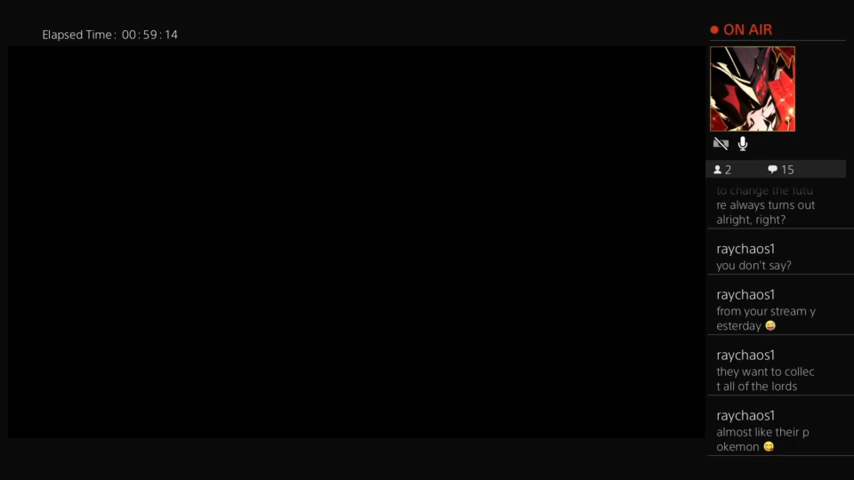 Elapsed Time: 00:59:14
ON AIR
2 15
to change the futu
re always turns out
alright, right?
raychaos1
you don't say?
raychaos1
from your stream y
esterday 😄
raychaos1
they want to collec
t all of the lords
raychaos1
almost like their p
okemon 😋